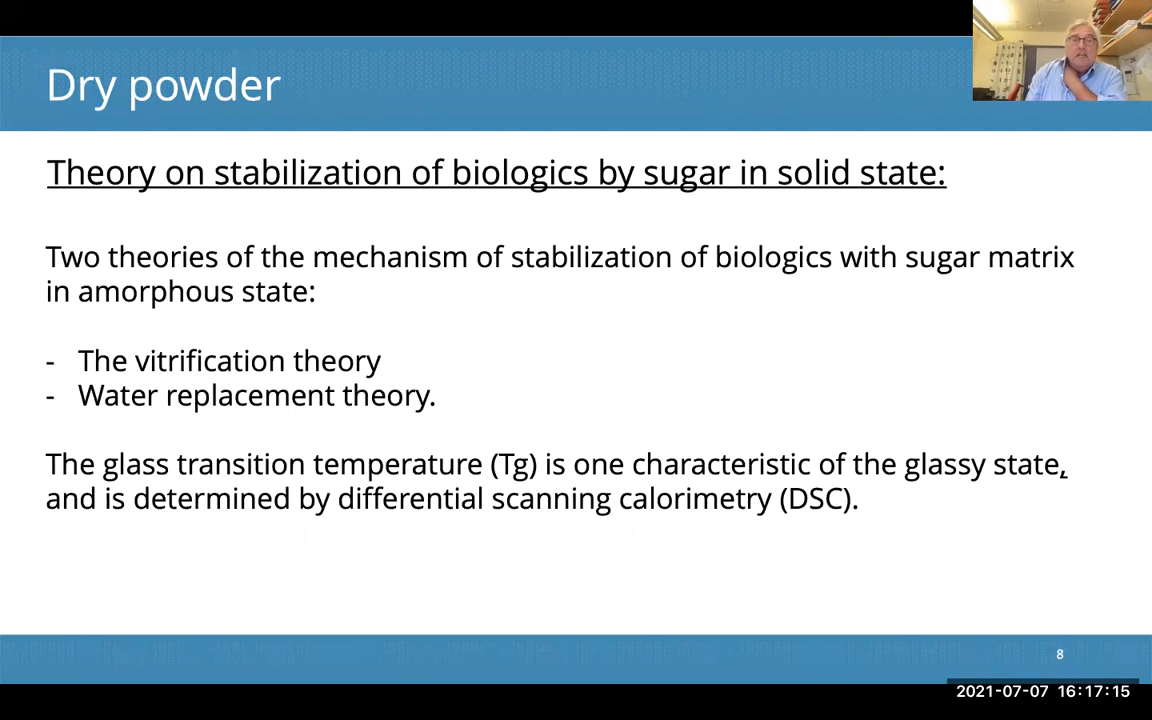 Dry powder
Theory on stabilization of biologics by sugar in solid state:
Two theories of the mechanism of stabilization of biologics with sugar matrix
in amorphous state:
- The vitrification theory
- Water replacement theory.
The glass transition temperature (Tg) is one characteristic of the glassy state,
and is determined by differential scanning calorimetry (DSC).
8
2021-07-07 16:17:15